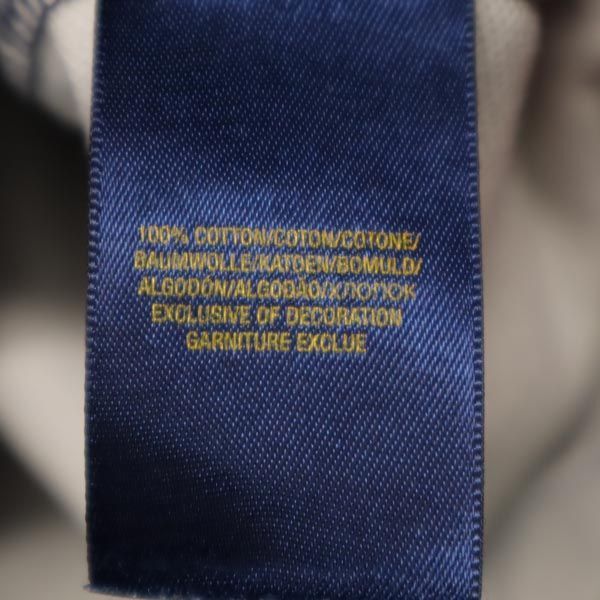 100% COTTON/COTON/COTONE/
BAUMWOLLE/KATOEN/BOMULD/
ALGODÓN/ALGODÃO/ХЛОПОК
EXCLUSIVE OF DECORATION
GARNITURE EXCLUE